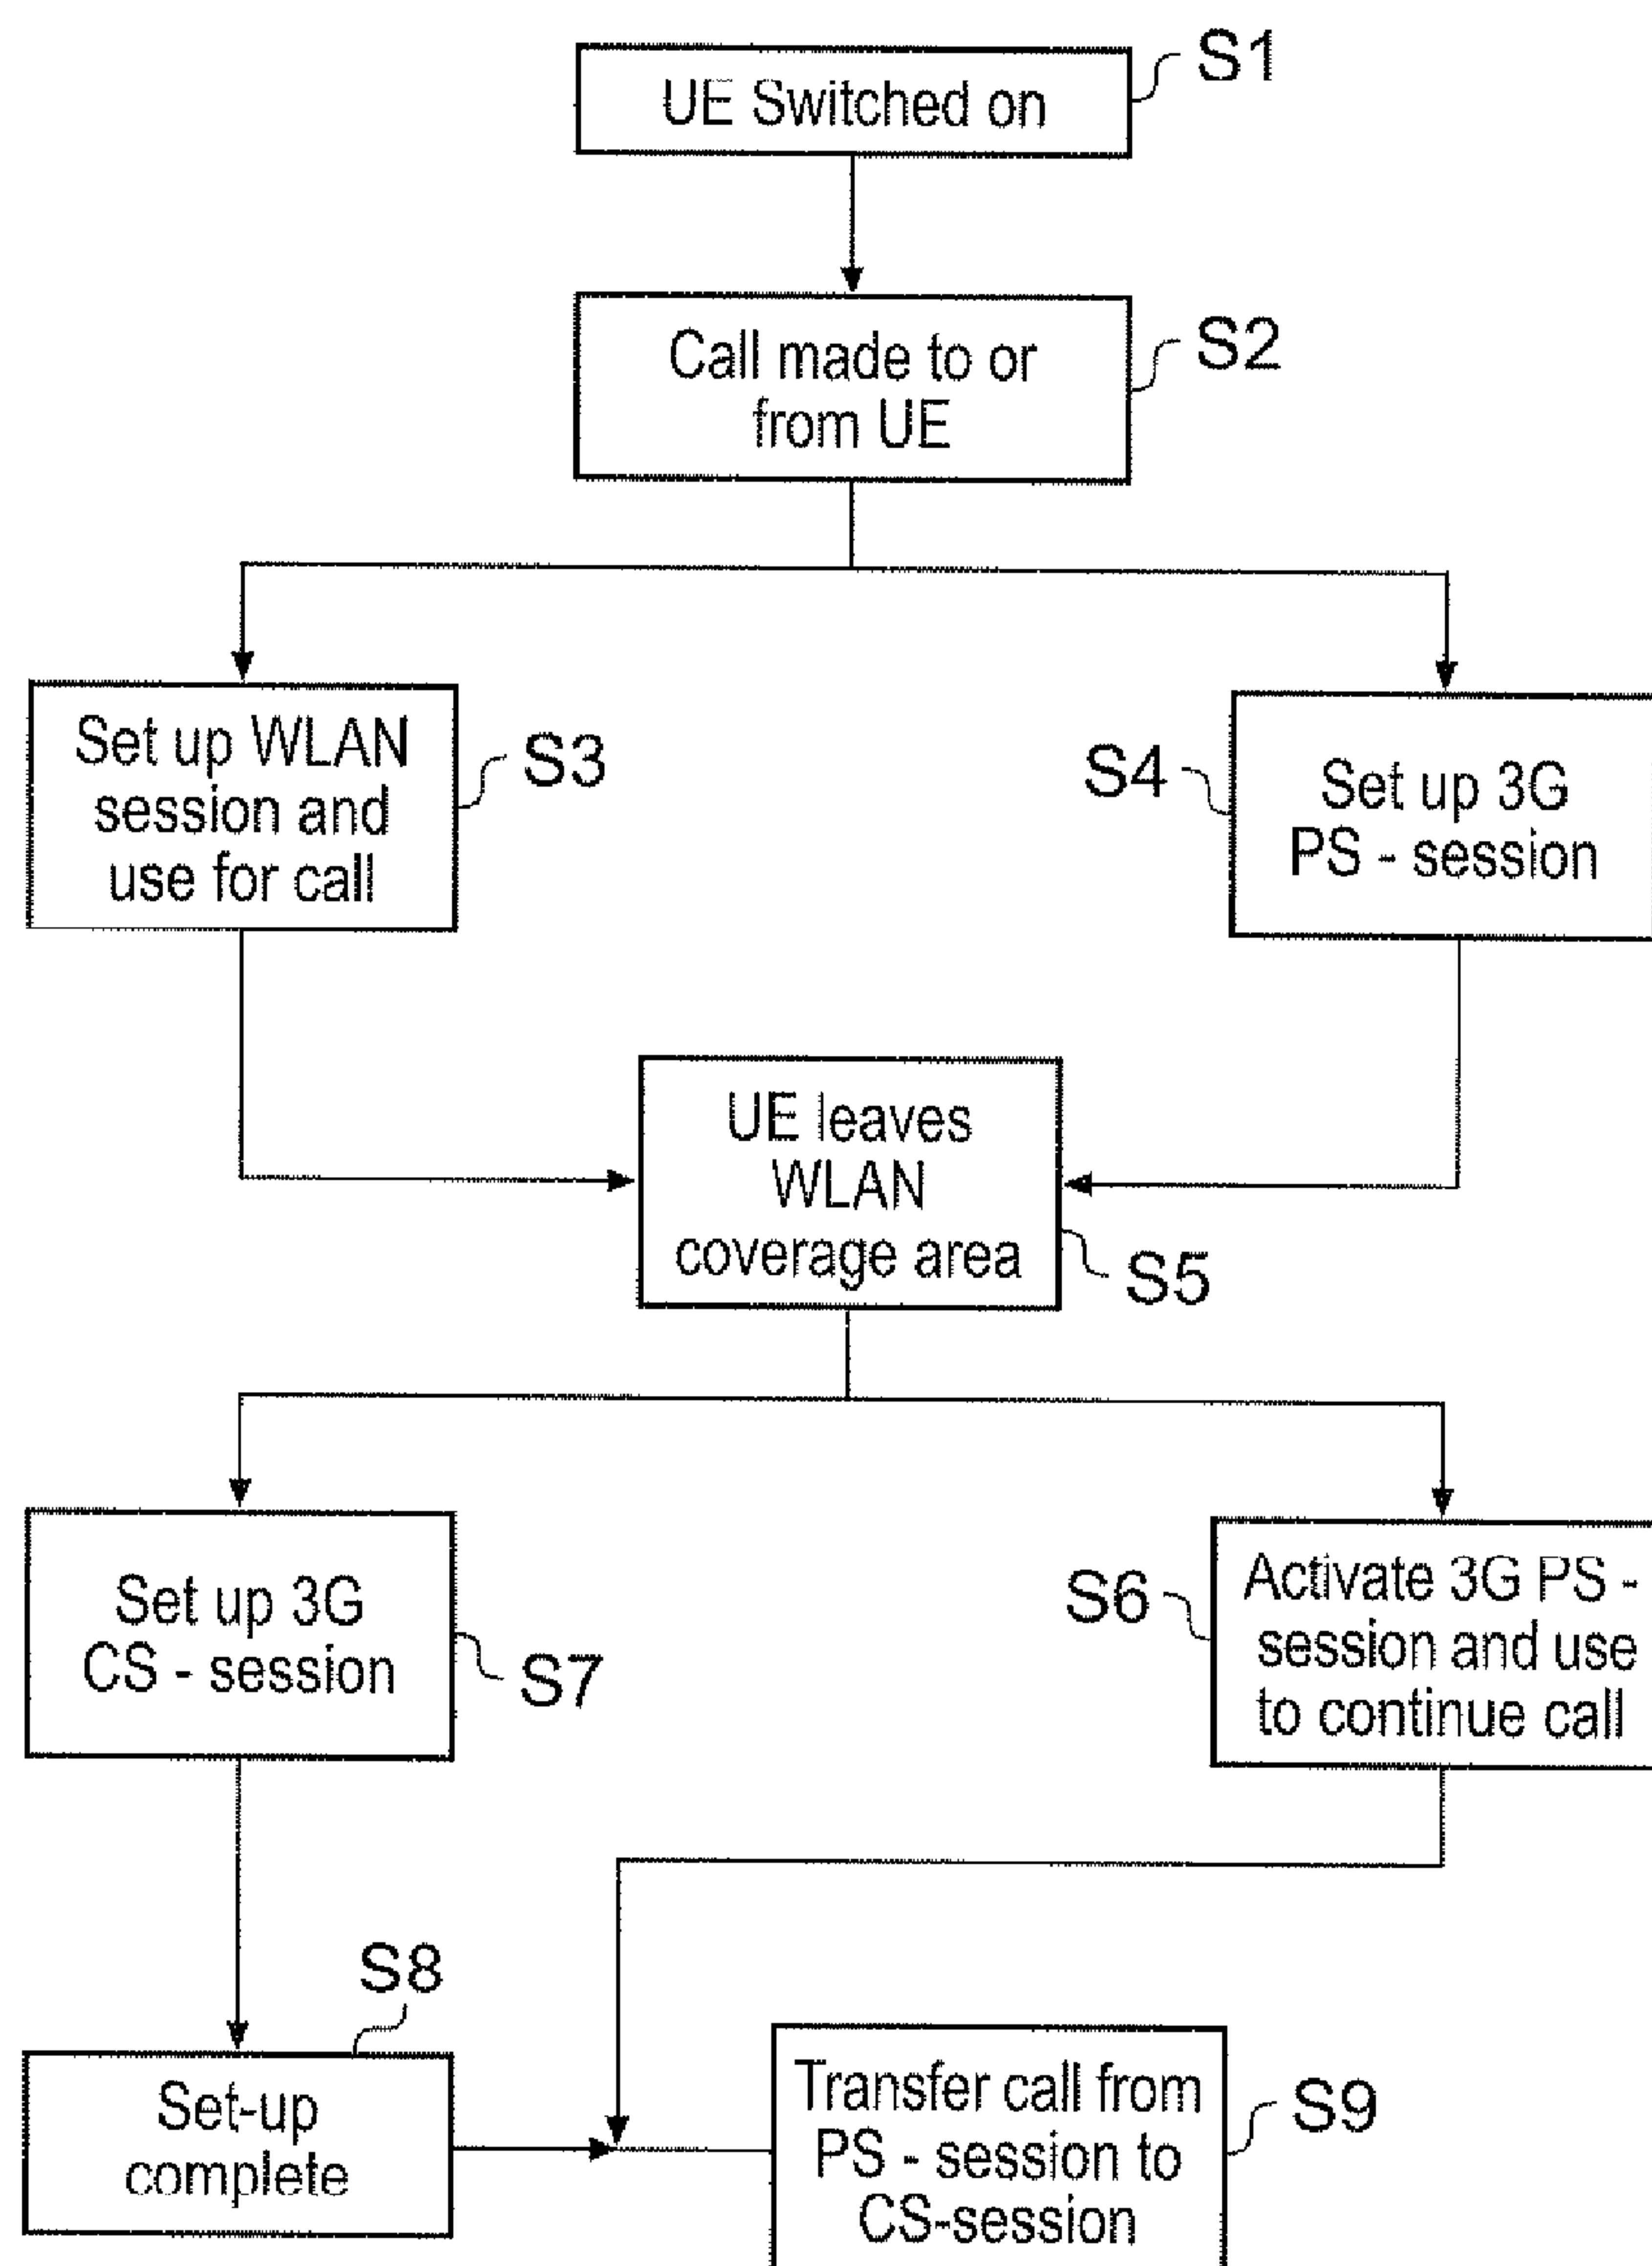 UE Switched on
S1
Call made to or
from UE
S2
Set up WLAN
session and
use for call
S3
S4
Set up 3G
PS - session
UE leaves
WLAN
coverage area
S5
Set up 3G
CS - session
S7
S6
Activate 3G PS -
session and use
to continue call
S8
Set-up
complete
Transfer call from
PS - session to
CS-session
S9